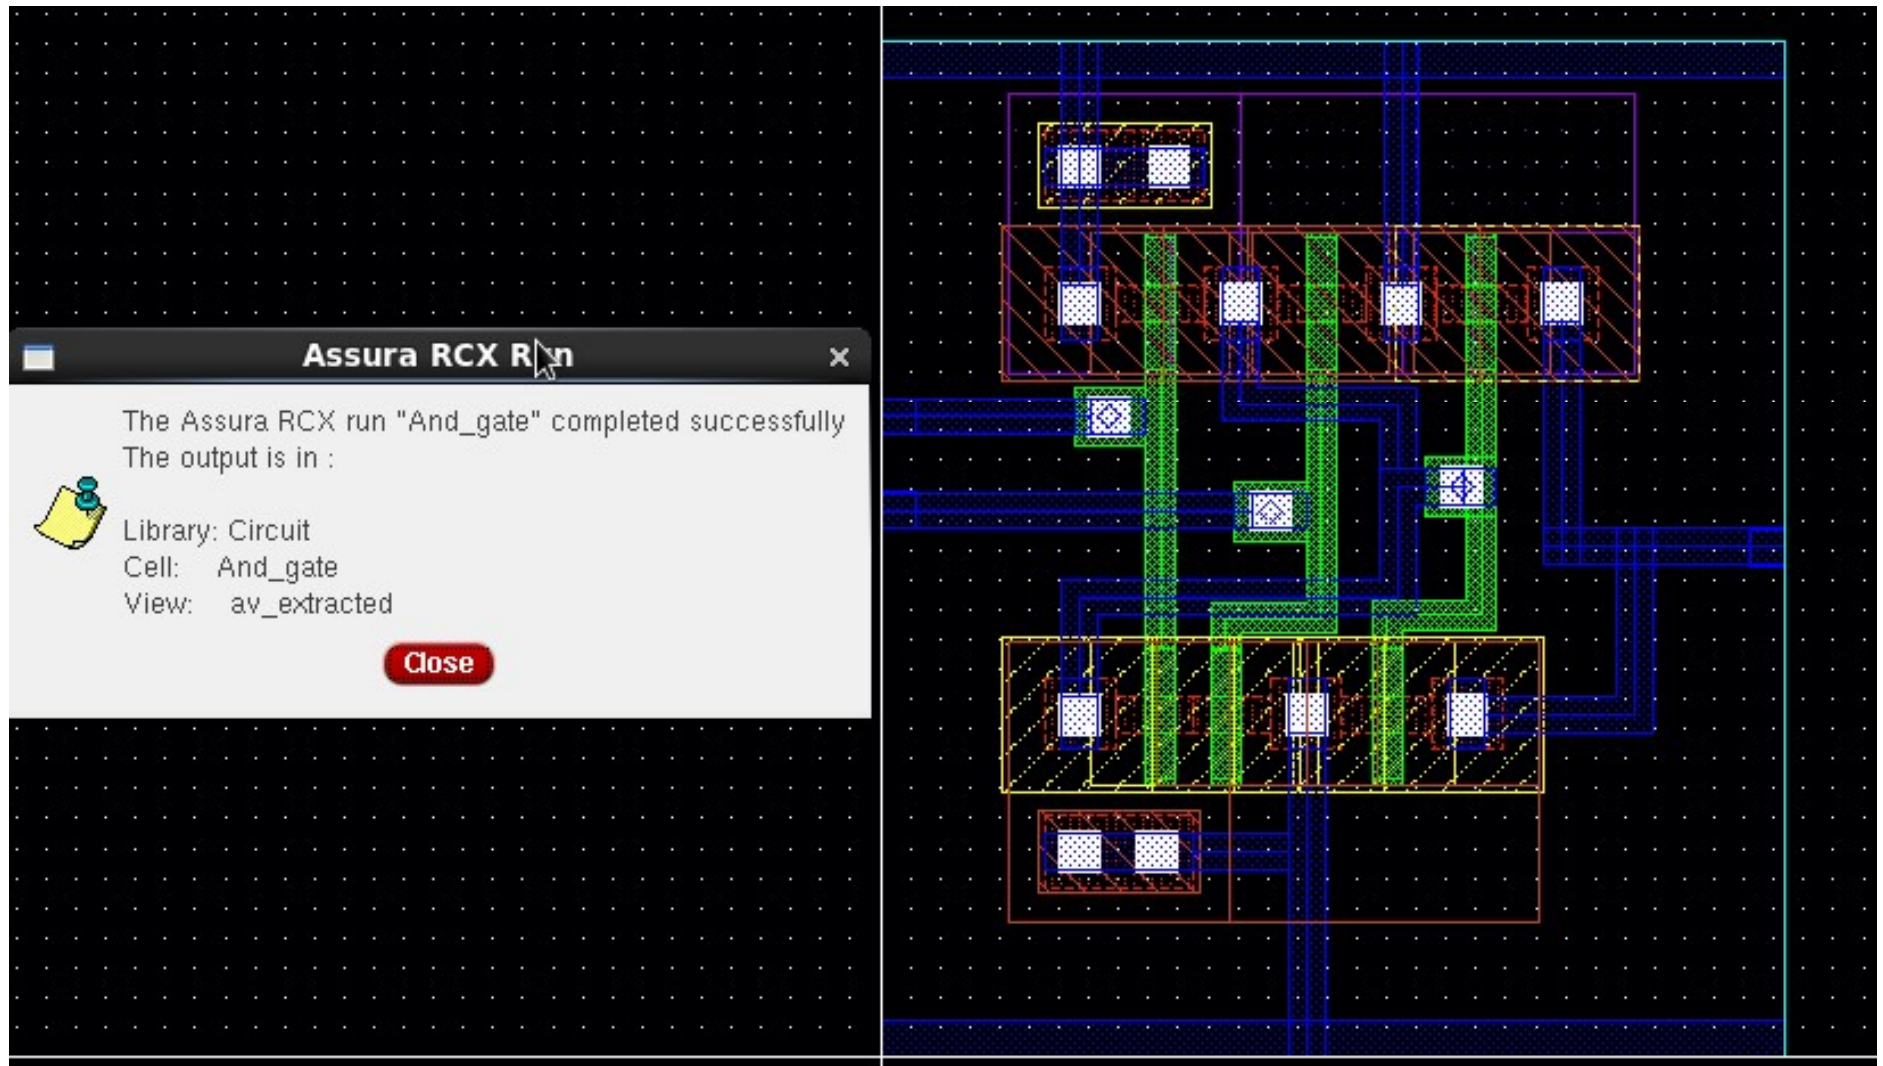 Assura RCX Run
The Assura RCX run "And_gate" completed successfully
The output is in :
Library: Circuit
Cell: And_gate
View: av_extracted
Close